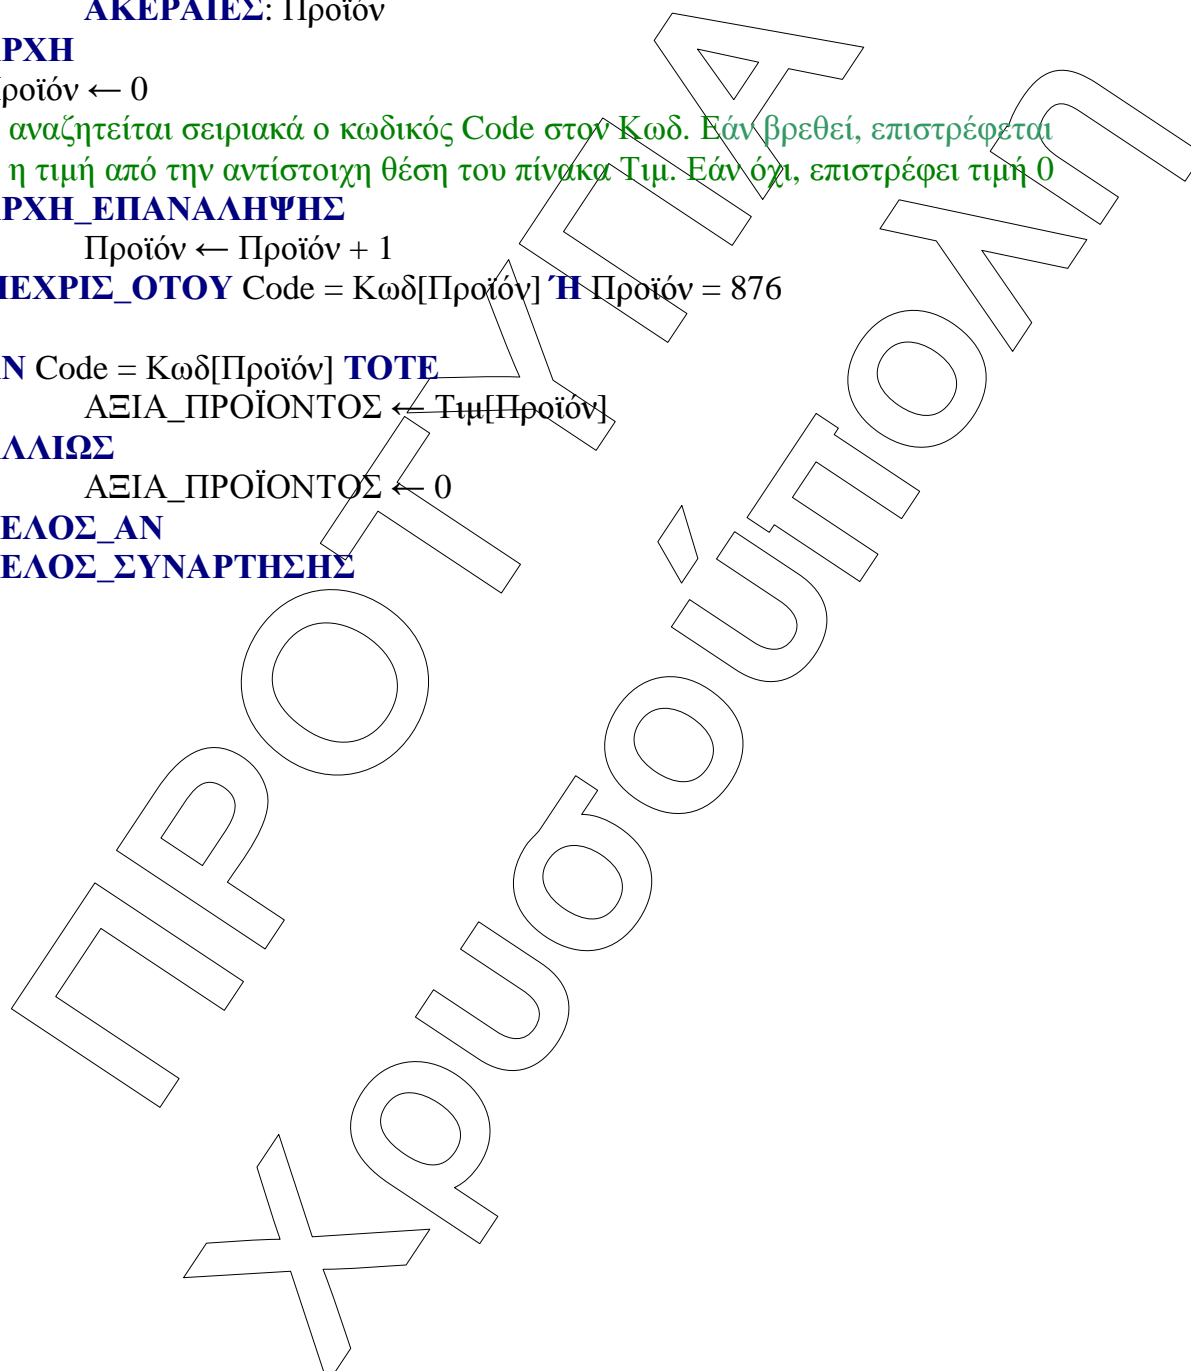 ΑΚΕΡΑΙΕΣ: Προϊόν
ΡΧΗ
ροϊόν ← 0
αναζητείται σειριακά ο κωδικός Code στον Κωδ. Εάν βρεθεί, επιστρέφεται
η τιμή από την αντίστοιχη θέση του πίνακα Τιμ. Εάν όχι, επιστρέφει τιμή 0
ΡΧΗ_ΕΠΑΝΑΛΗΨΗΣ
Προϊόν ← Προϊόν + 1
ΕΧΡΙΣ_ΟΤΟΥ Code = Κωδ[Προϊόν] Ή Προϊόν = 876
Ν Code = Κωδ[Προϊόν] ΤΟΤΕ
ΑΞΙΑ_ΠΡΟΪΟΝΤΟΣ ← Τιμ[Προϊόν]
ΛΛΙΩΣ
ΑΞΙΑ_ΠΡΟΪΟΝΤΟΣ ← 0
ΕΛΟΣ_ΑΝ
ΕΛΟΣ_ΣΥΝΑΡΤΗΣΗΣ
ΠΡΟΤΥΠΑ
Χρυσούπολη